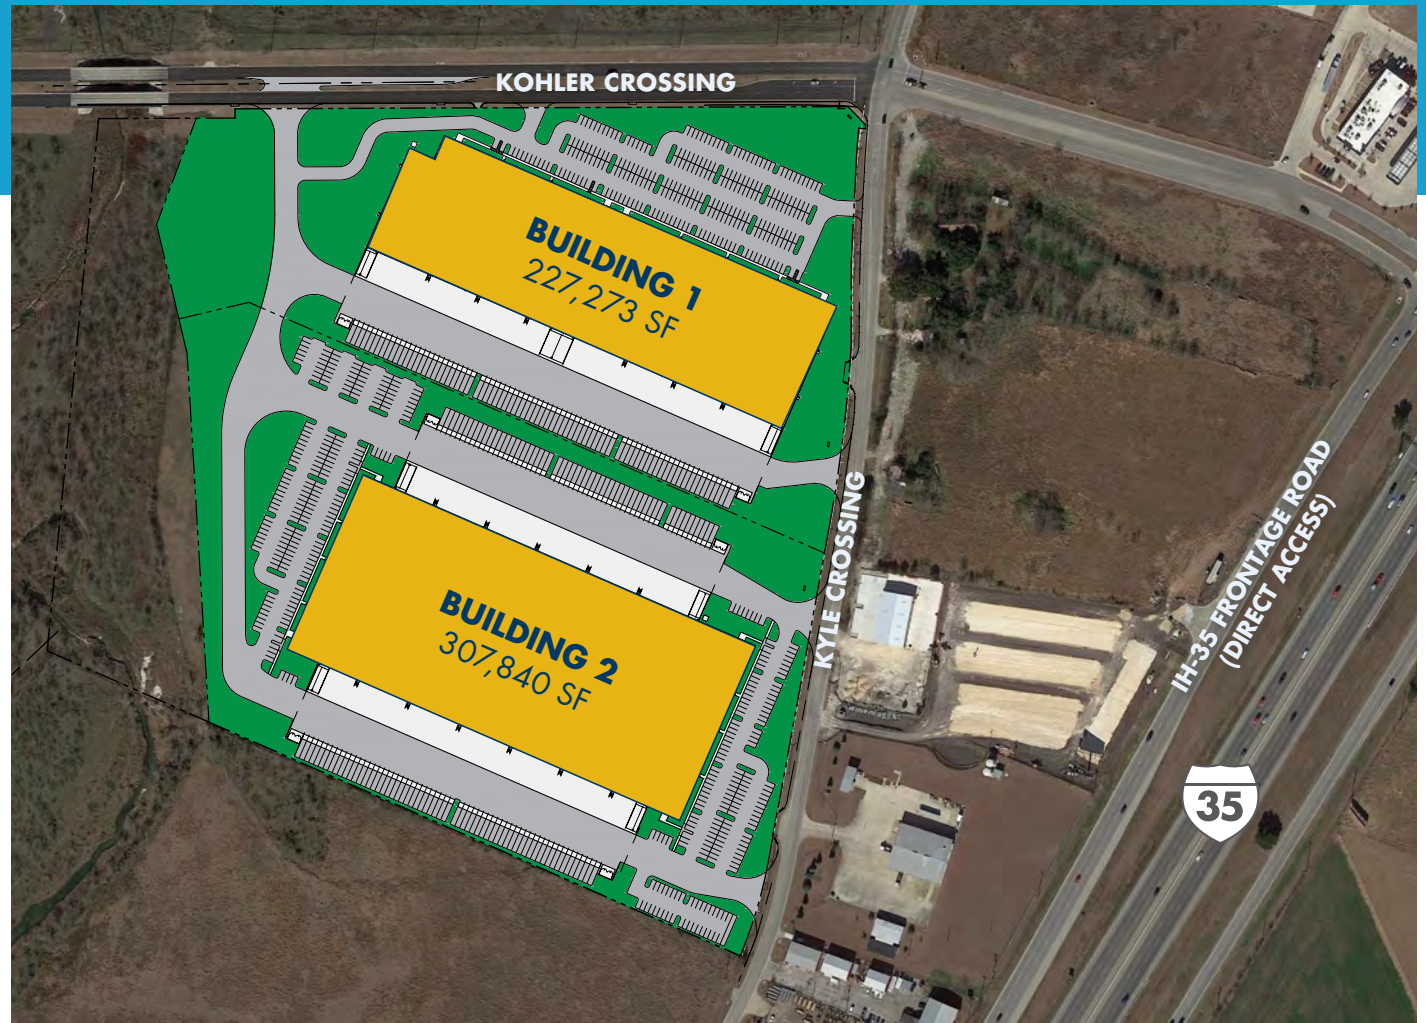 KOHLER CROSSING
BUILDING 1
227,273 SF
BUILDING 2
307,840 SF
KYLE CROSSING
IH-35 FRONTAGE ROAD
(DIRECT ACCESS)
35